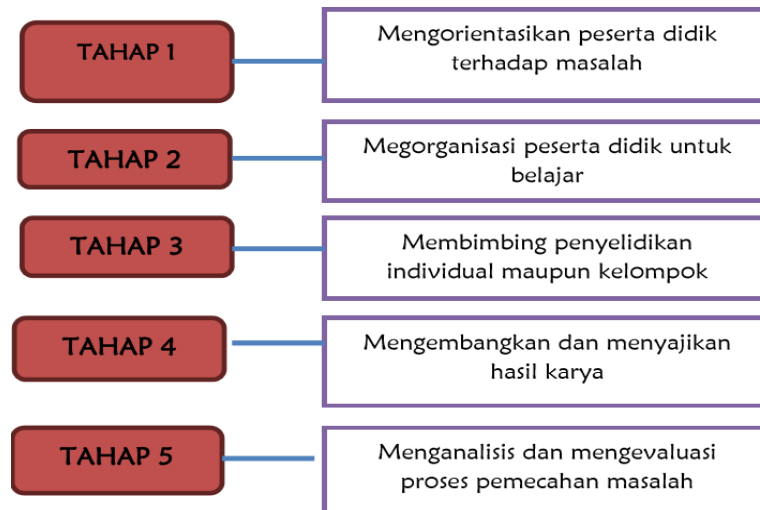 TAHAP 1
Mengorientasikan peserta didik
terhadap masalah
TAHAP 2
Megorganisasi peserta didik untuk
belajar
TAHAP 3
Membimbing penyelidikan
individual maupun kelompok
TAHAP 4
Mengembangkan dan menyajikan
hasil karya
TAHAP 5
Menganalisis dan mengevaluasi
proses pemecahan masalah